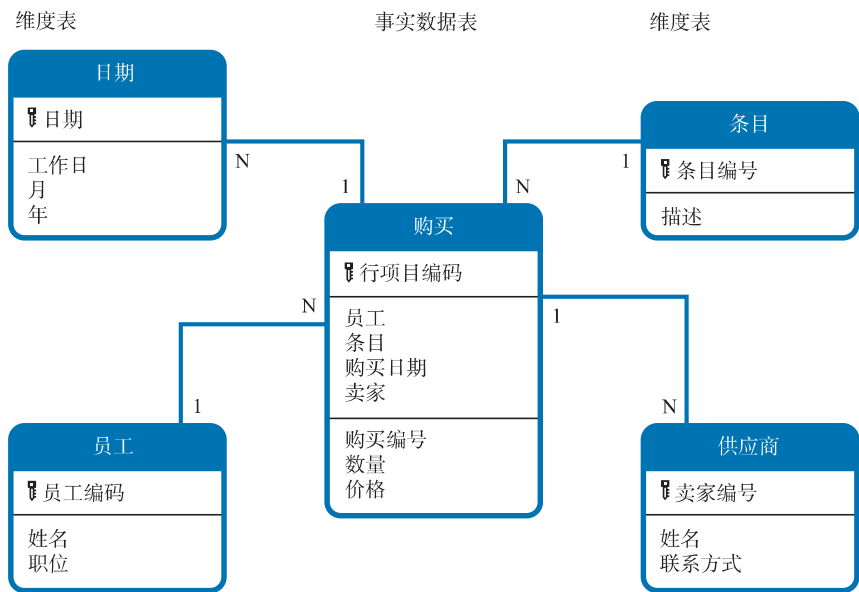 维度表
事实数据表
维度表
日期
日期
工作日
月
年
N
1
条目
条目编号
描述
1
N
购买
行项目编码
员工
条目
购买日期
卖家
购买编号
数量
价格
N
1
1
N
员工
员工编码
姓名
职位
供应商
卖家编号
姓名
联系方式